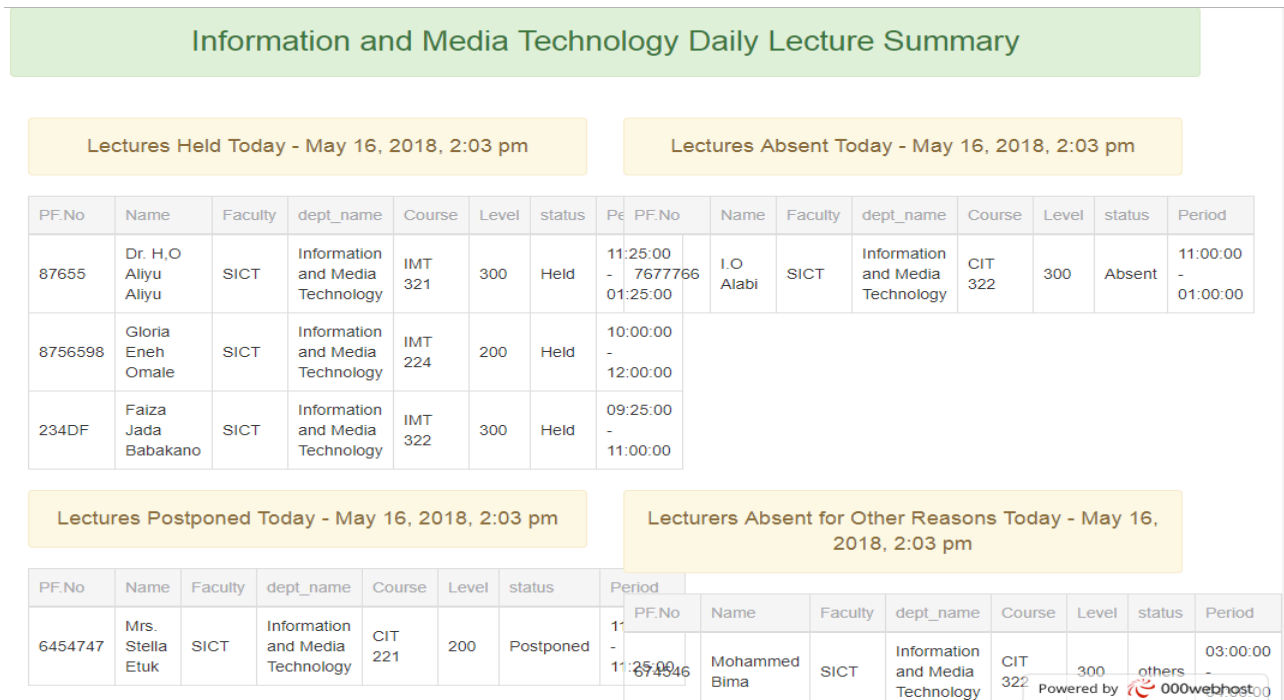 Information and Media Technology Daily Lecture Summary
Lectures Held Today - May 16, 2018, 2:03 pm
PF.No Name Faculty dept_name Course Level status
87655 Dr. H,O Aliyu Aliyu SICT Information and Media Technology IMT 321 300 Held 11:25:00 - 01:25:00
8756598 Gloria Eneh Omale SICT Information and Media Technology IMT 224 200 Held 10:00:00 - 12:00:00
234DF Faiza Jada Babakano SICT Information and Media Technology IMT 322 300 Held 09:25:00 - 11:00:00
Lectures Absent Today - May 16, 2018, 2:03 pm
PF.No Name Faculty dept_name Course Level status Period
7677766 I.O Alabi SICT Information and Media Technology CIT 322 300 Absent 11:00:00 - 01:00:00
Lectures Postponed Today - May 16, 2018, 2:03 pm
PF.No Name Faculty dept_name Course Level status Period
6454747 Mrs. Stella Etuk SICT Information and Media Technology CIT 221 200 Postponed - 11:25:00
Lecturers Absent for Other Reasons Today - May 16,
2018, 2:03 pm
PF.No Name Faculty dept_name Course Level status Period
674546 Mohammed Bima SICT Information and Media Technology CIT 322 300 others 03:00:00 -
Powered by 000webhost